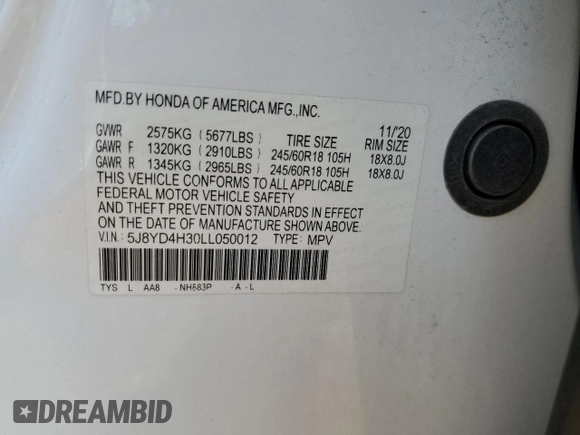 MFD.BY HONDA OF AMERICA MFG.,INC.
11/'20
GVWR 2575KG (5677LBS) TIRE SIZE RIM SIZE
GAWR F 1320KG (2910LBS) 245/60R18 105H 18X8.0J
GAWR R 1345KG (2965LBS) 245/60R18 105H 18X8.0J
THIS VEHICLE CONFORMS TO ALL APPLICABLE
FEDERAL MOTOR VEHICLE SAFETY
AND THEFT PREVENTION STANDARDS IN EFFECT
ON THE DATE OF MANUFACTURE SHOWN ABOVE.
V.I.N.: 5J8YD4H30LL050012 TYPE: MPV
TYS L AA8 -NH883P -A-L
DREAMBID